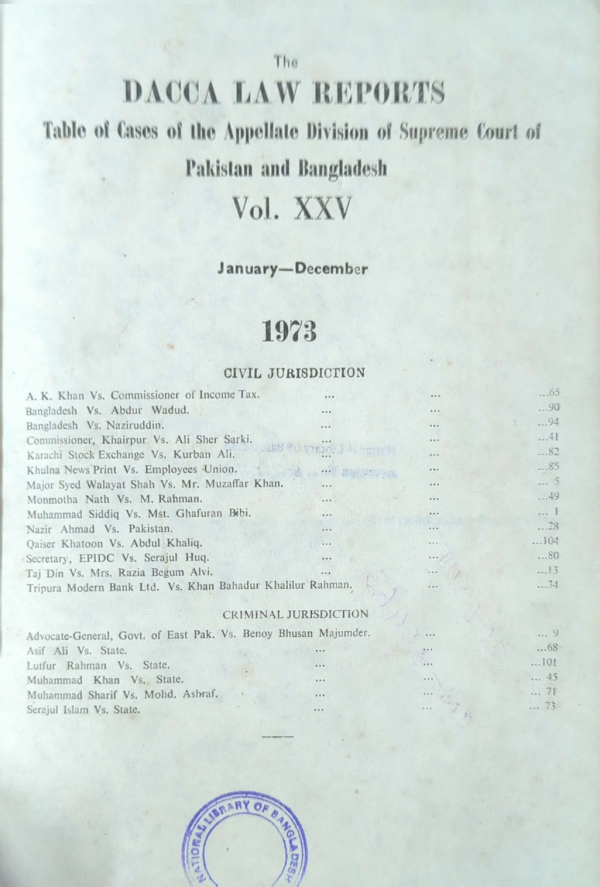 The
DACCA LAW REPORTS
Table of Cases of the Appellate Division of Supreme Court of
Pakistan and Bangladesh
Vol. XXV
January—December
1973
CIVIL JURISDICTION
A. K. Khan Vs. Commissioner of Income Tax. ... ... ...65
Bangladesh Vs. Abdur Wadud. ... ... ...90
Bangladesh Vs. Naziruddin. ... ... ...94
Commissioner, Khairpur Vs. Ali Sher Sarki. ... ... ...41
Karachi Stock Exchange Vs. Kurban Ali. ... ... ...82
Khulna News Print Vs. Employees Union. ... ... ...85
Major Syed Walayat Shah Vs. Mr. Muzaffar Khan. ... ... ... 5
Monmotha Nath Vs. M. Rahman. ... ... ...49
Muhammad Siddiq Vs. Mst. Ghafuran Bibi. ... ... ... 1
Nazir Ahmad Vs. Pakistan. ... ... ...28
Qaiser Khatoon Vs. Abdul Khaliq. ... ... ...104
Secretary, EPIDC Vs. Serajul Huq. ... ... ...80
Taj Din Vs. Mrs. Razia Begum Alvi. ... ... ...13
Tripura Modern Bank Ltd. Vs. Khan Bahadur Khalilur Rahman. ... ...34
CRIMINAL JURISDICTION
Advocate-General, Govt. of East Pak. Vs. Benoy Bhusan Majumder. ... ... 9
Asif Ali Vs. State. ... ... ...68
Lutfur Rahman Vs. State. ... ... ...101
Muhammad Khan Vs. State. ... ... ... 45
Muhammad Sharif Vs. Mohd. Ashraf. ... ... ... 71
Serajul Islam Vs. State. ... ... ... 73
NATIONAL LIBRARY OF BANGLADESH